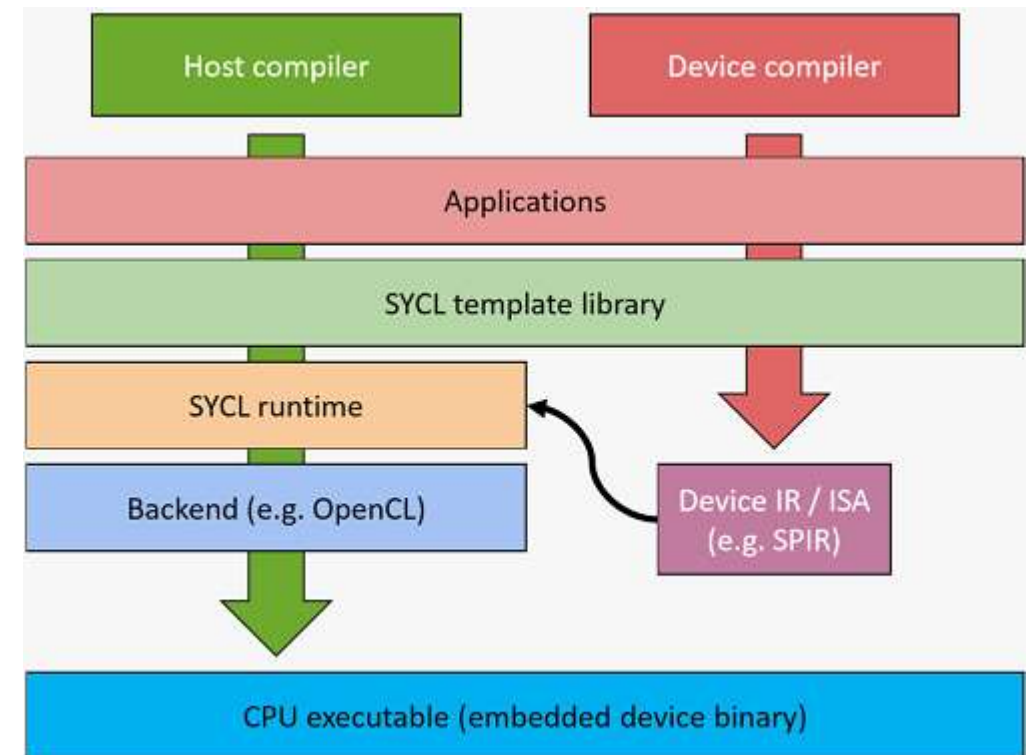 Host compiler
Device compiler
Applications
SYCL template library
SYCL runtime
Backend (e.g. OpenCL)
Device IR / ISA
(e.g. SPIR)
CPU executable (embedded device binary)